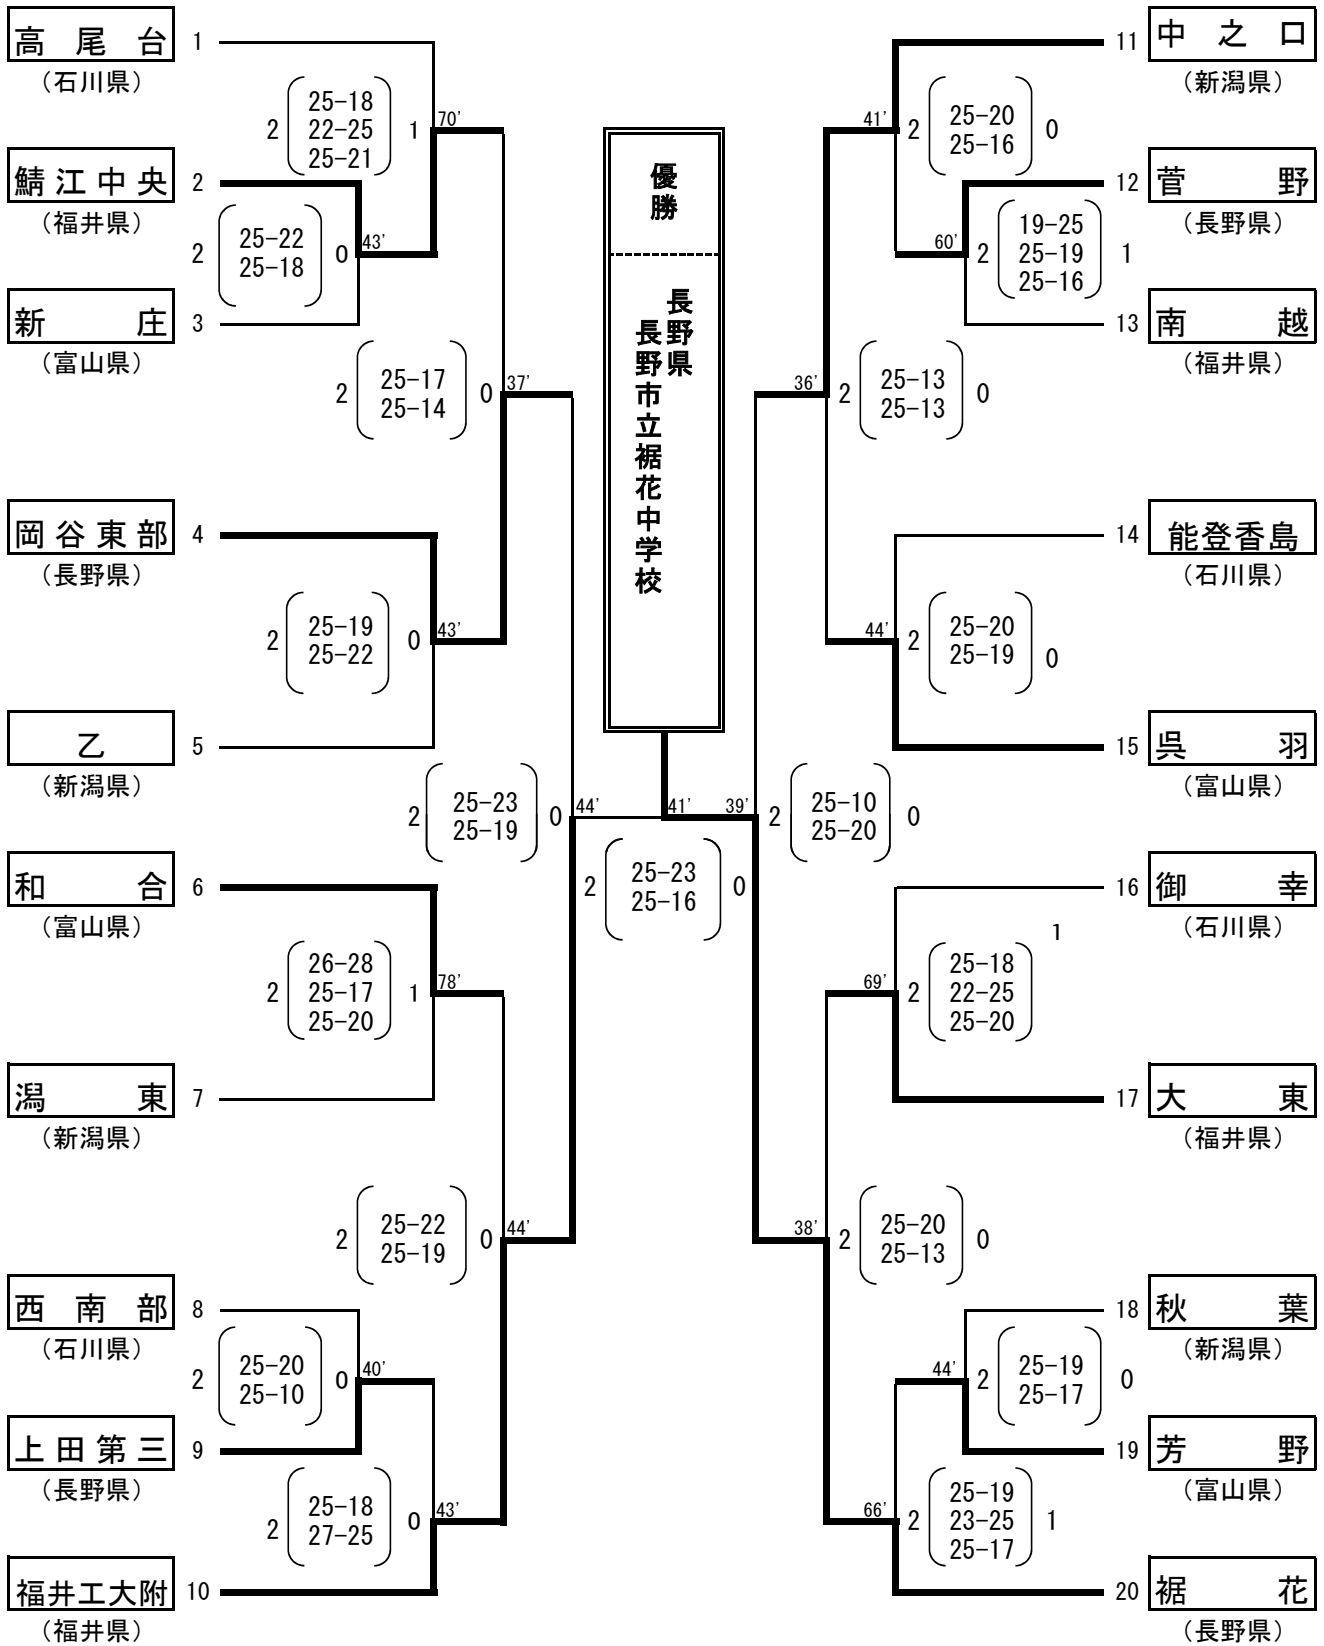 高尾台 1
（石川県）
2 25-18 22-25 25-21 1
70'
鯖江中央 2
（福井県）
2 25-22 25-18 0
43'
新庄 3
（富山県）
2 25-17 25-14 0
37'
岡谷東部 4
（長野県）
2 25-19 25-22 0
43'
乙 5
（新潟県）
2 25-23 25-19 0
44'
和合 6
（富山県）
2 26-28 25-17 25-20 1
78'
潟東 7
（新潟県）
2 25-22 25-19 0
44'
西南部 8
（石川県）
2 25-20 25-10 0
40'
上田第三 9
（長野県）
2 25-18 27-25 0
43'
福井工大附 10
（福井県）
優勝
長野県
長野市立裾花中学校
41'
2 25-23 25-16 0
11 中之口
（新潟県）
41'
2 25-20 25-16 0
12 菅野
（長野県）
60'
2 19-25 25-19 25-16 1
13 南越
（福井県）
36'
2 25-13 25-13 0
14 能登香島
（石川県）
44'
2 25-20 25-19 0
15 呉羽
（富山県）
39'
2 25-10 25-20 0
16 御幸
（石川県）
69'
2 25-18 22-25 25-20 1
17 大東
（福井県）
38'
2 25-20 25-13 0
18 秋葉
（新潟県）
44'
2 25-19 25-17 0
19 芳野
（富山県）
66'
2 25-19 23-25 25-17 1
20 裾花
（長野県）